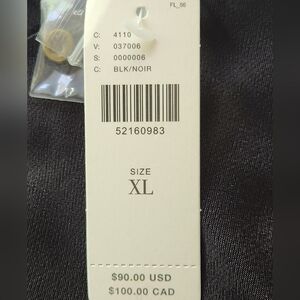 FL_56
C: 4110
V: 037006
S: 0000006
C: BLK/NOIR
52160983
SIZE
XL
$90.00 USD
$100.00 CAD